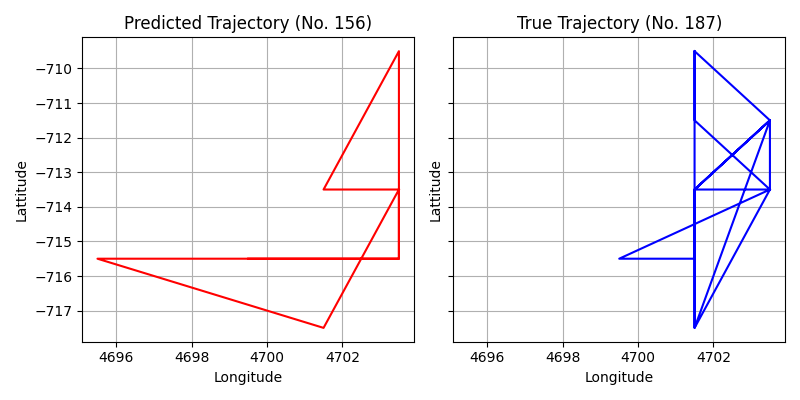 Predicted Trajectory (No. 156)
−710
−711
−712
−713
−714
−715
−716
−717
Lattitude
4696 4698 4700 4702
Longitude
True Trajectory (No. 187)
Lattitude
4696 4698 4700 4702
Longitude